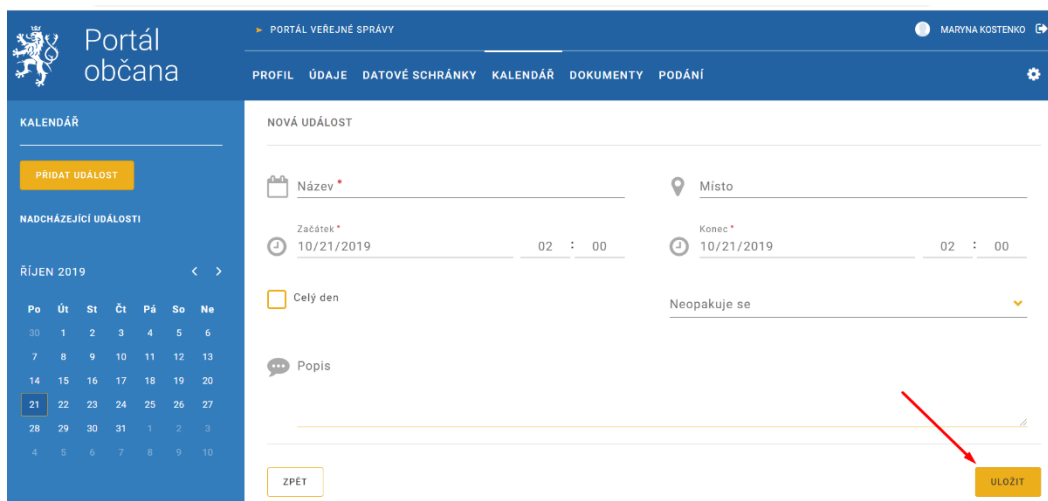 Portál
občana
► PORTÁL VEŘEJNÉ SPRÁVY
MARYNA KOSTENKO
PROFIL ÚDAJE DATOVÉ SCHRÁNKY KALENDÁŘ DOKUMENTY PODÁNÍ
KALENDÁŘ
PŘIDAT UDÁLOST
NADCHÁZEJÍCÍ UDÁLOSTI
ŘÍJEN 2019 < >
Po Út St Čt Pá So Ne
30 1 2 3 4 5 6
7 8 9 10 11 12 13
14 15 16 17 18 19 20
21 22 23 24 25 26 27
28 29 30 31 1 2 3
4 5 6 7 8 9 10
NOVÁ UDÁLOST
Název *
Místo
Začátek *
10/21/2019 02 : 00
Konec *
10/21/2019 02 : 00
Celý den
Neopakuje se
Popis
ZPĚT
ULOŽIT